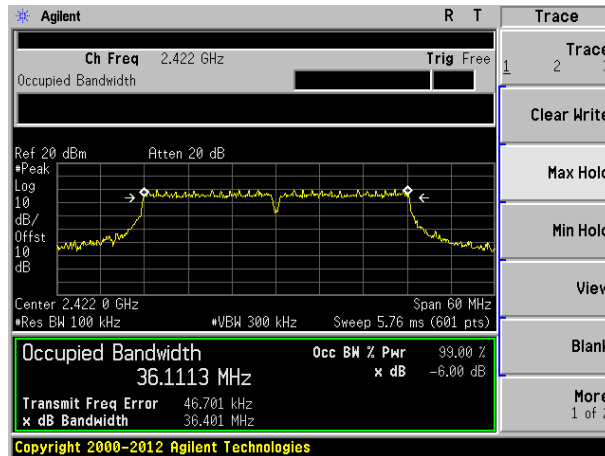 Agilent R T Trace
Ch Freq 2.422 GHz Trig Free
Occupied Bandwidth
Trace
1 2 3
Clear Write
Max Hold
Min Hold
View
Blank
More
1 of 2
Ref 20 dBm Atten 20 dB
#Peak
Log
10
dB/
Offst
10
dB
Center 2.422 0 GHz Span 60 MHz
#Res BW 100 kHz #VBW 300 kHz Sweep 5.76 ms (601 pts)
Occupied Bandwidth Occ BW % Pwr 99.00 %
36.1113 MHz x dB -6.00 dB
Transmit Freq Error 46.701 kHz
x dB Bandwidth 36.401 MHz
Copyright 2000-2012 Agilent Technologies